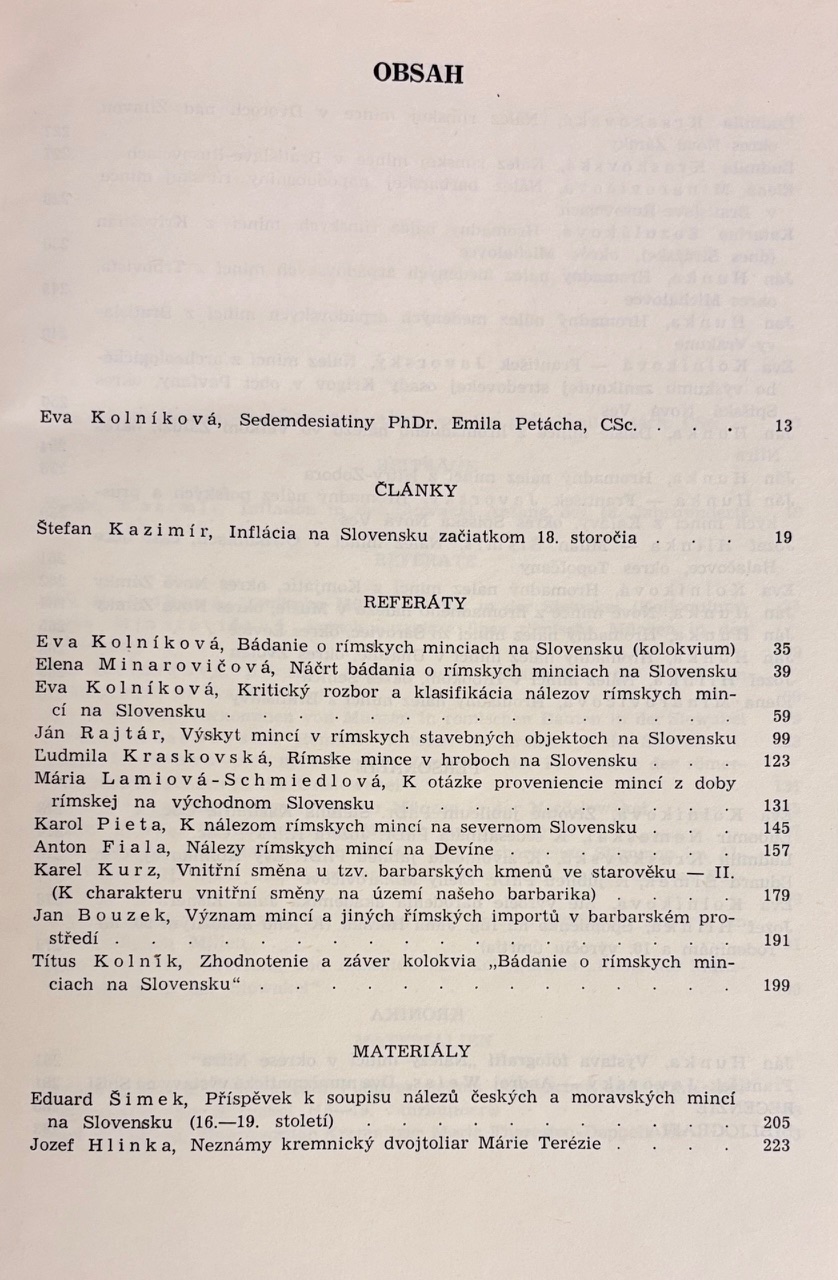 OBSAH
Eva Kolníková, Sedemdesiatiny PhDr. Emila Petácha, CSc. . . . 13
ČLÁNKY
Štefan Kazimír, Inflácia na Slovensku začiatkom 18. storočia . . . 19
REFERÁTY
Eva Kolníková, Bádanie o rímskych minciach na Slovensku (kolokvium) 35
Elena Minarovičová, Náčrt bádania o rímskych minciach na Slovensku 39
Eva Kolníková, Kritický rozbor a klasifikácia nálezov rímskych min-
cí na Slovensku . . . . . . . . . . . . . . 59
Ján Rajtár, Výskyt mincí v rímskych stavebných objektoch na Slovensku 99
Ľudmila Kraskovská, Rímske mince v hroboch na Slovensku . . . 123
Mária Lamiová-Schmiedlová, K otázke proveniencie mincí z doby
rímskej na východnom Slovensku . . . . . . . . . 131
Karol Pieta, K nálezom rímskych mincí na severnom Slovensku . . . 145
Anton Fiala, Nálezy rímskych mincí na Devíne . . . . . . . 157
Karel Kurz, Vnitřní směna u tzv. barbarských kmenů ve starověku — II.
(K charakteru vnitřní směny na území našeho barbarika) . . . . 179
Jan Bouzek, Význam mincí a jiných římských importů v barbarském pro-
středí . . . . . . . . . . . . . . . . . 191
Títus Kolník, Zhodnotenie a záver kolokvia „Bádanie o rímskych min-
ciach na Slovensku“ . . . . . . . . . . . . . 199
MATERIÁLY
Eduard Šimek, Příspěvek k soupisu nálezů českých a moravských mincí
na Slovensku (16.—19. století) . . . . . . . . . . 205
Jozef Hlinka, Neznámy kremnický dvojtoliar Márie Terézie . . . . 223